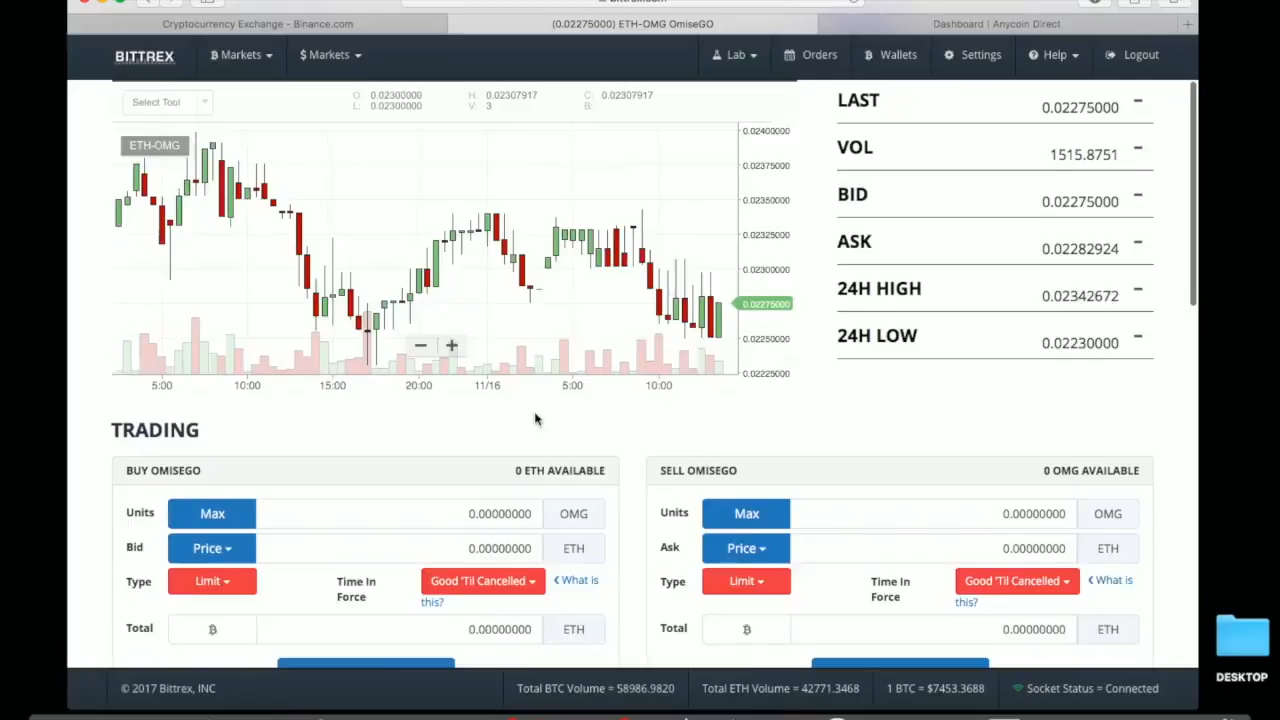 Cryptocurrency Exchange - Binance.com
(0.02275000) ETH-OMG OmiseGO
Dashboard | Anycoin Direct
+
BITTREX
Ƀ Markets
$ Markets
Lab
Orders
Ƀ Wallets
Settings
Help
Logout
Select Tool
O: 0.02300000 H: 0.02307917 C: 0.02307917
L: 0.02300000 V: 3 B:
ETH-OMG
0.02400000
0.02375000
0.02350000
0.02325000
0.02300000
0.02275000
0.02250000
0.02225000
− +
5:00 10:00 15:00 20:00 11/16 5:00 10:00
LAST 0.02275000 −
VOL 1515.8751 −
BID 0.02275000 −
ASK 0.02282924 −
24H HIGH 0.02342672 −
24H LOW 0.02230000 −
TRADING
BUY OMISEGO 0 ETH AVAILABLE
Units Max 0.00000000 OMG
Bid Price 0.00000000 ETH
Type Limit Time In Force Good 'Til Cancelled What is this?
Total Ƀ 0.00000000 ETH
SELL OMISEGO 0 OMG AVAILABLE
Units Max 0.00000000 OMG
Ask Price 0.00000000 ETH
Type Limit Time In Force Good 'Til Cancelled What is this?
Total Ƀ 0.00000000 ETH
© 2017 Bittrex, INC
Total BTC Volume = 58986.9820
Total ETH Volume = 42771.3468
1 BTC = $7453.3688
Socket Status = Connected
DESKTOP